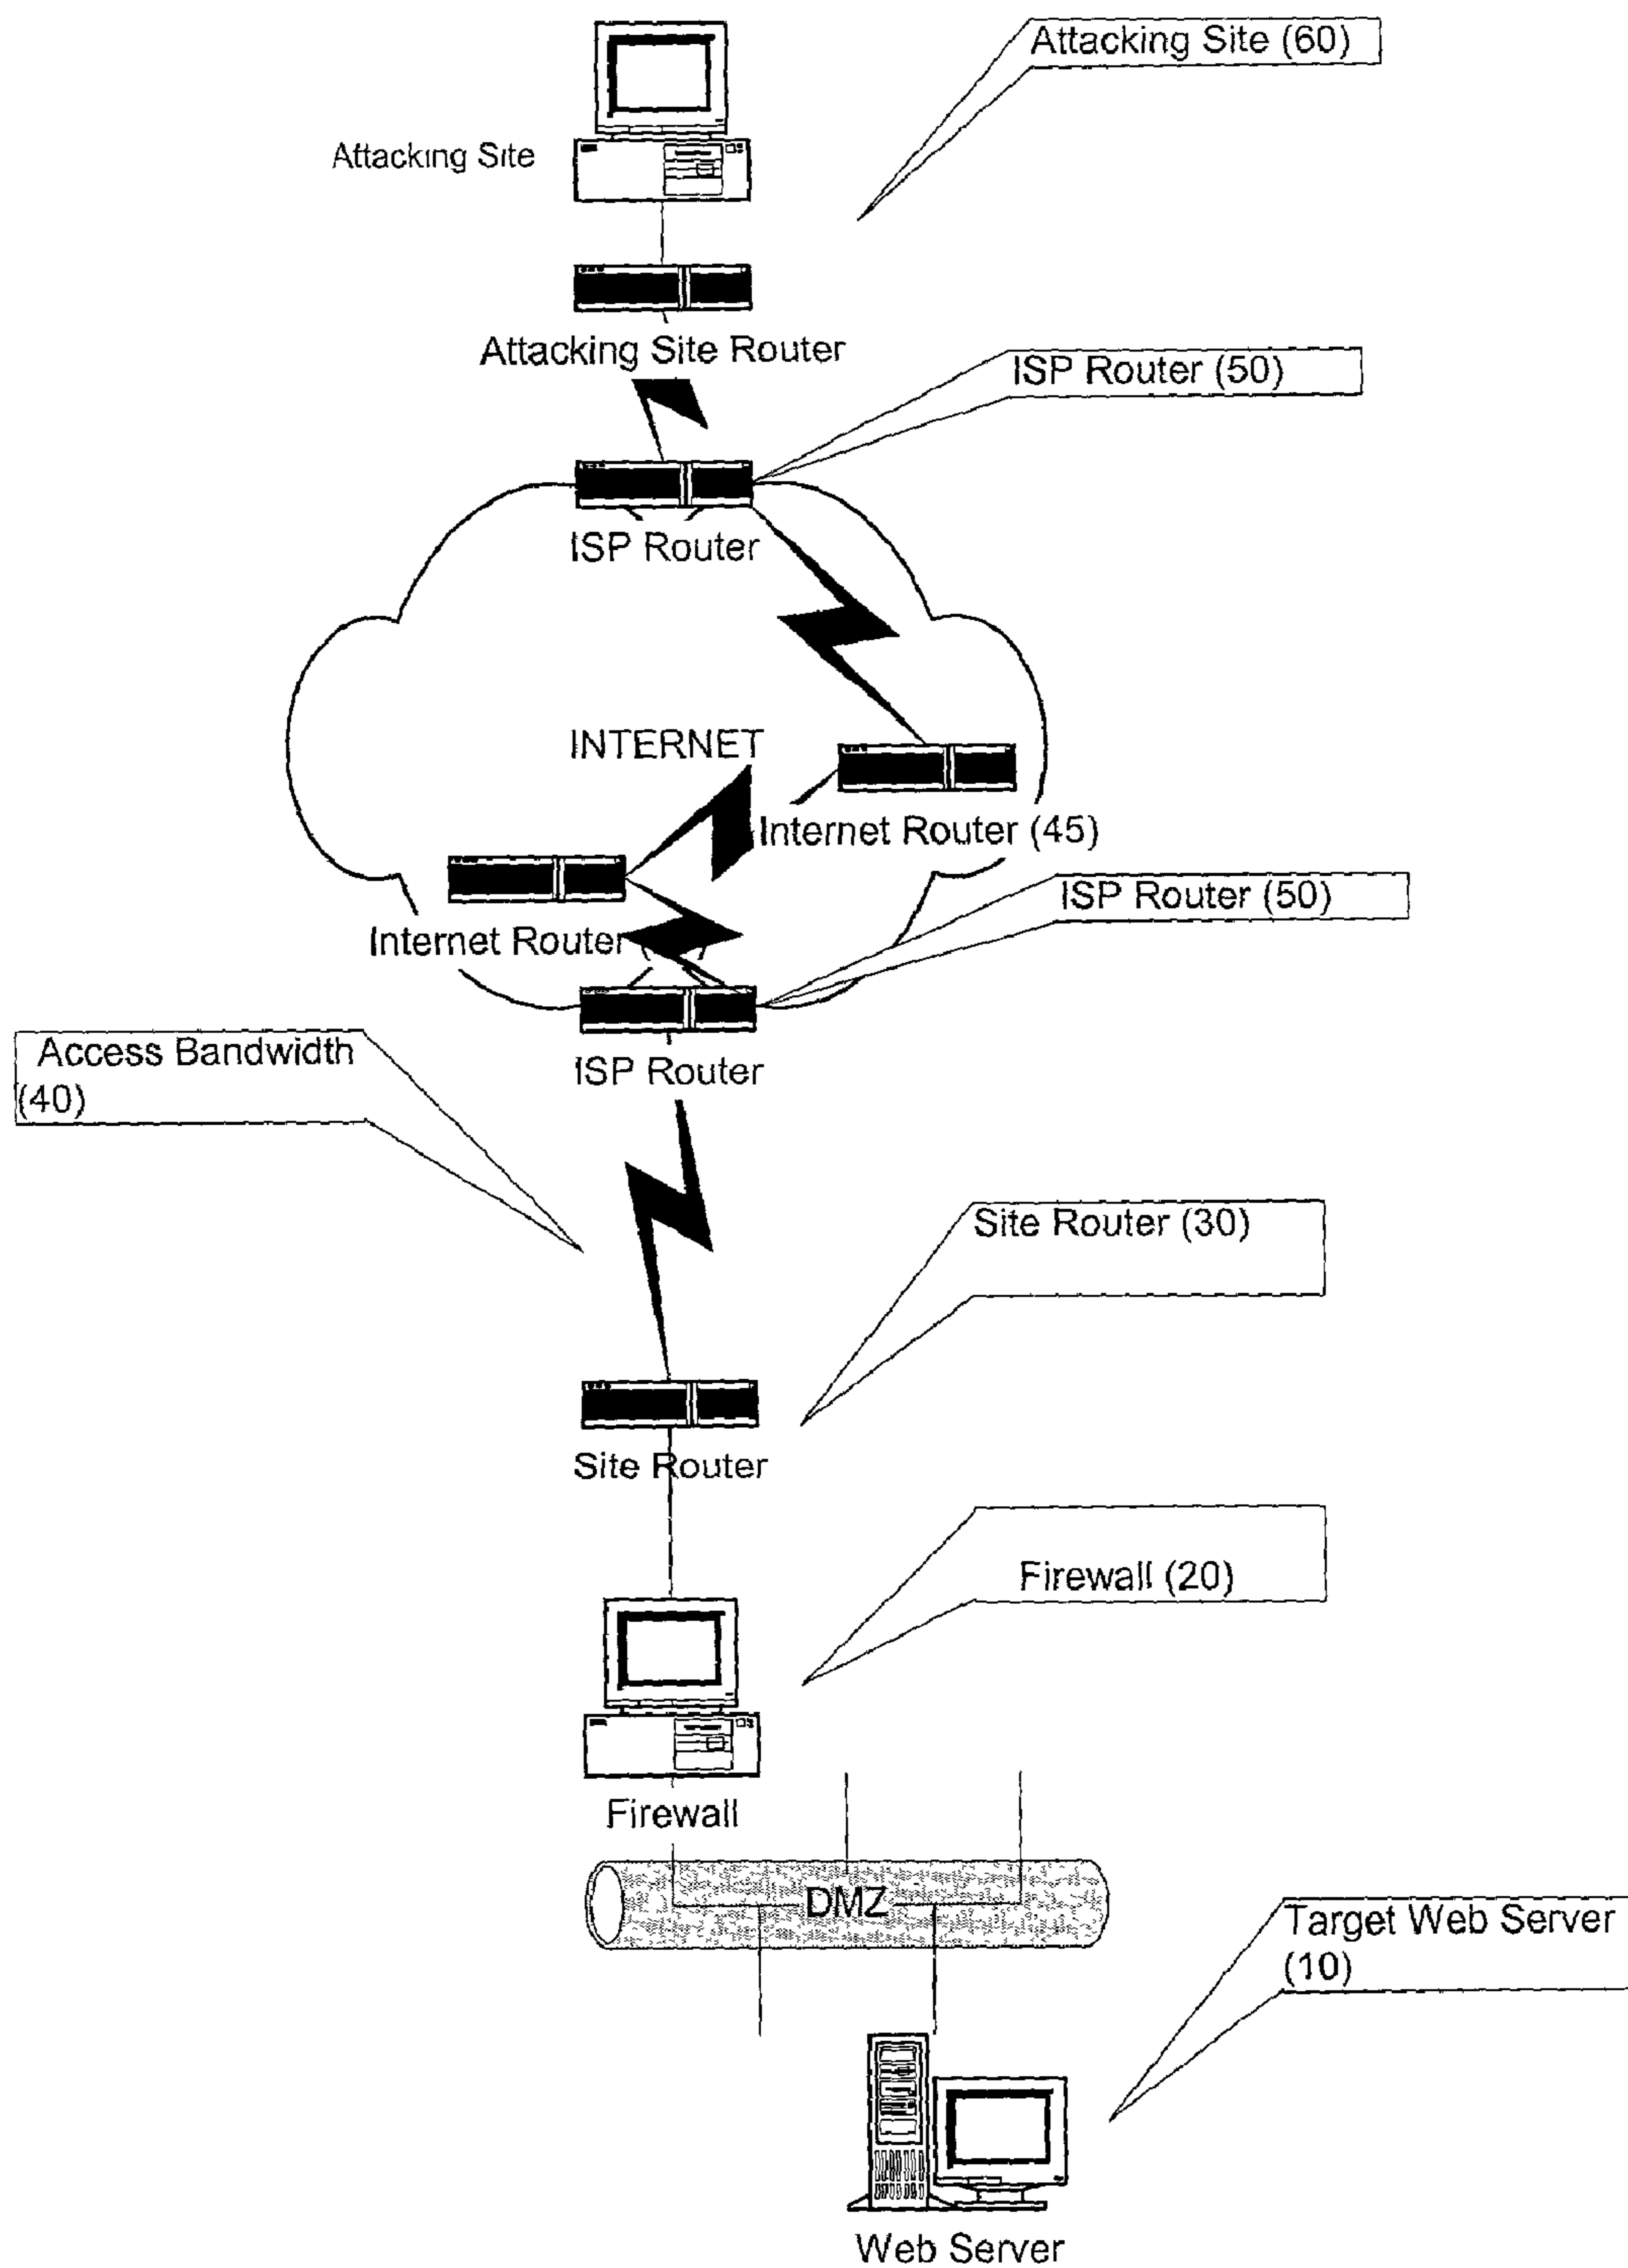 Attacking Site (60)
Attacking Site
Attacking Site Router
ISP Router (50)
ISP Router
INTERNET
Internet Router (45)
ISP Router (50)
Internet Router
Access Bandwidth
(40)
ISP Router
Site Router (30)
Site Router
Firewall (20)
Firewall
DMZ
Target Web Server
(10)
Web Server